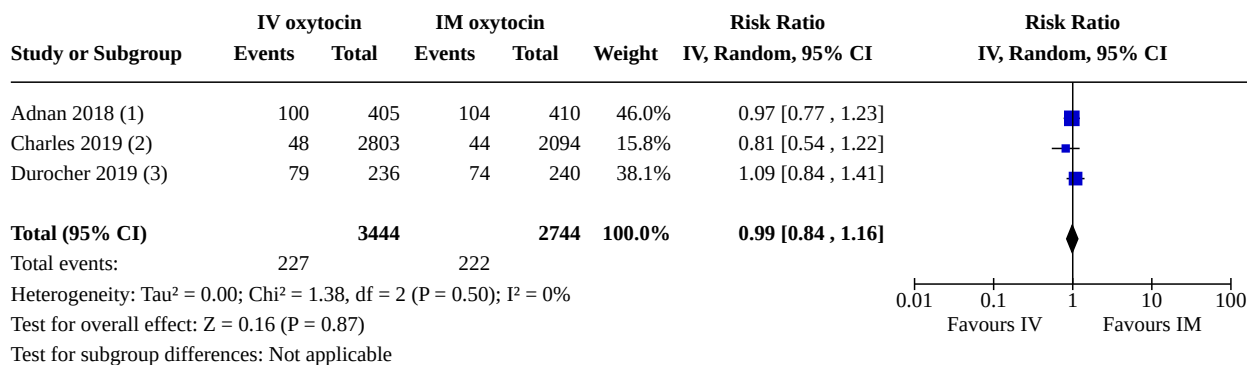 IV oxytocin IM oxytocin Risk Ratio Risk Ratio
Study or Subgroup Events Total Events Total Weight IV, Random, 95% CI IV, Random, 95% CI
Adnan 2018 (1) 100 405 104 410 46.0% 0.97 [0.77 , 1.23]
Charles 2019 (2) 48 2803 44 2094 15.8% 0.81 [0.54 , 1.22]
Durocher 2019 (3) 79 236 74 240 38.1% 1.09 [0.84 , 1.41]
Total (95% CI) 3444 2744 100.0% 0.99 [0.84 , 1.16]
Total events: 227 222
Heterogeneity: Tau² = 0.00; Chi² = 1.38, df = 2 (P = 0.50); I² = 0%
0.01 0.1 1 10 100
Test for overall effect: Z = 0.16 (P = 0.87)
Favours IV Favours IM
Test for subgroup differences: Not applicable